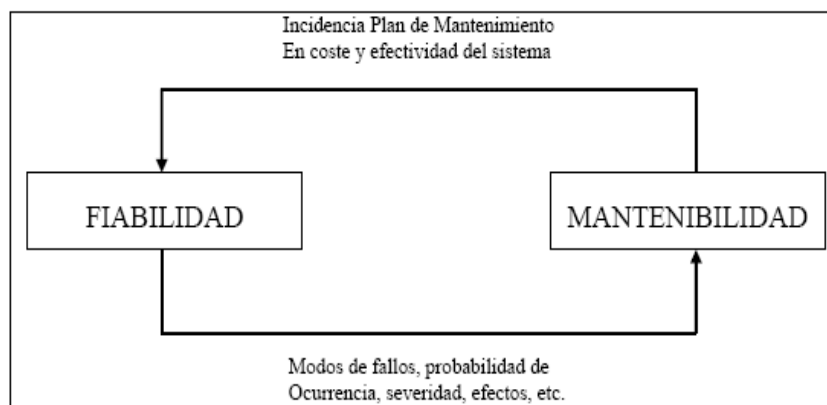 Incidencia Plan de Mantenimiento
En coste y efectividad del sistema
FIABILIDAD
MANTENIBILIDAD
Modos de fallos, probabilidad de
Ocurrencia, severidad, efectos, etc.